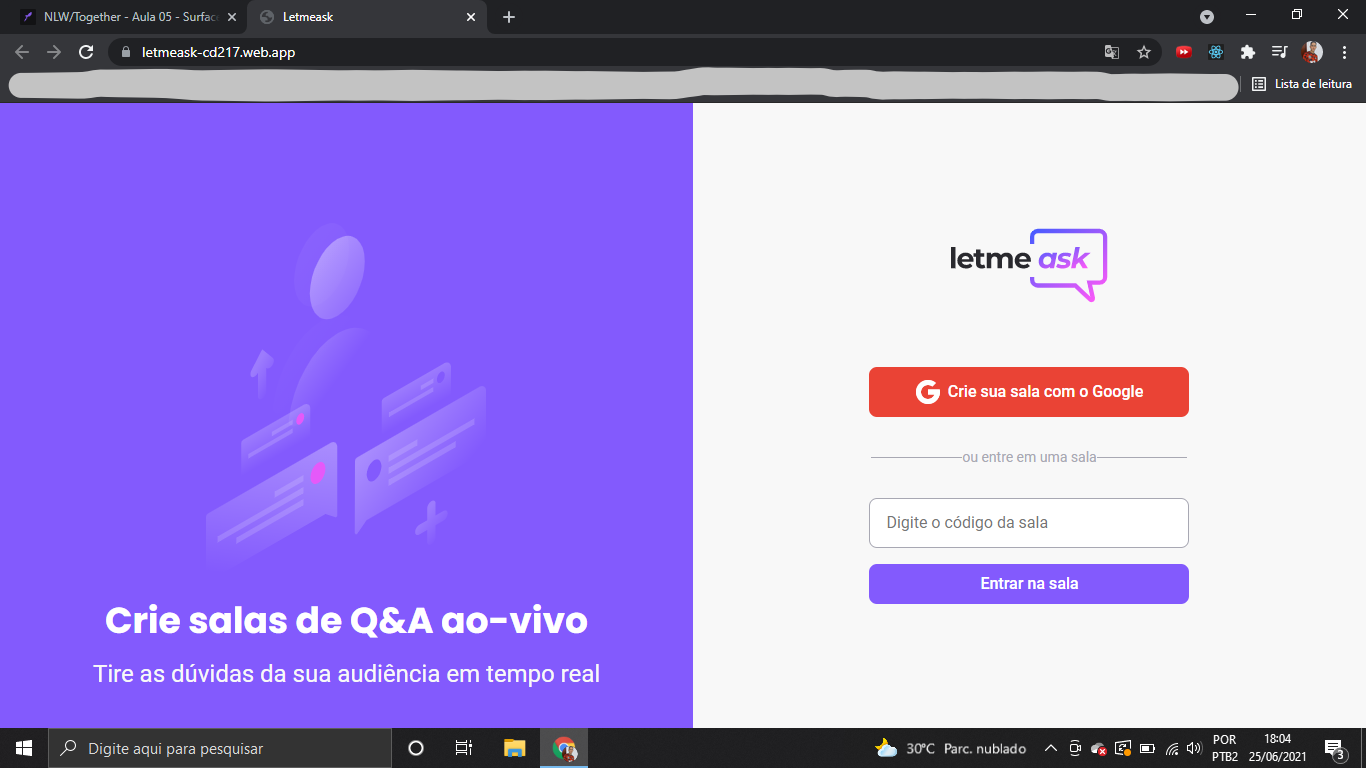 NLW/Together - Aula 05 - Surfac
Letmeask
letmeask-cd217.web.app
Lista de leitura
letme ask
Crie sua sala com o Google
ou entre em uma sala
Digite o código da sala
Entrar na sala
Crie salas de Q&A ao-vivo
Tire as dúvidas da sua audiência em tempo real
Digite aqui para pesquisar
30°C Parc. nublado
POR
PTB2
18:04
25/06/2021
3